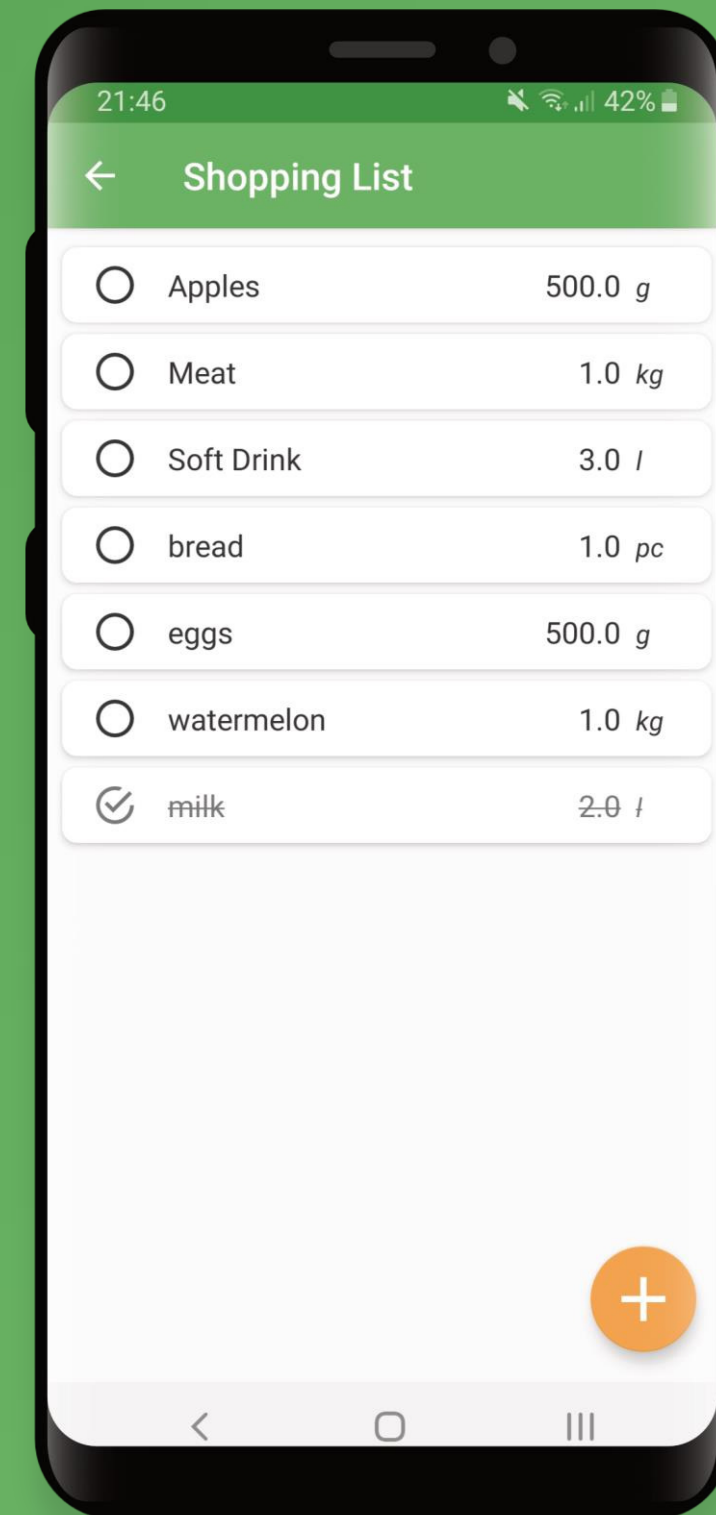 21:46 42%
Shopping List
Apples 500.0 g
Meat 1.0 kg
Soft Drink 3.0 l
bread 1.0 pc
eggs 500.0 g
watermelon 1.0 kg
milk 2.0 l